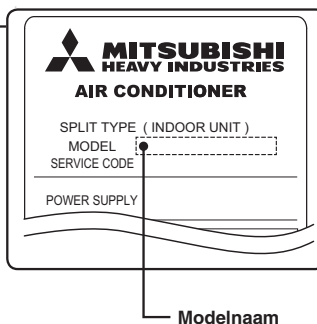 MITSUBISHI
HEAVY INDUSTRIES
AIR CONDITIONER
SPLIT TYPE ( INDOOR UNIT )
MODEL
SERVICE CODE
POWER SUPPLY
Modelnaam